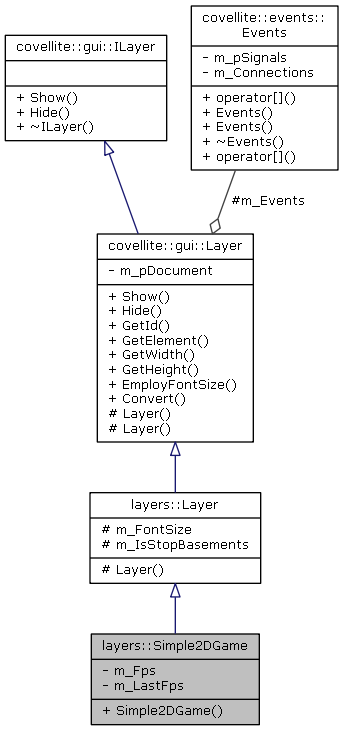 covellite::events::
Events
- m_pSignals
- m_Connections
+ operator[]()
+ Events()
+ Events()
+ ~Events()
+ operator[]()
covellite::gui::ILayer
+ Show()
+ Hide()
+ ~ILayer()
#m_Events
covellite::gui::Layer
- m_pDocument
+ Show()
+ Hide()
+ GetId()
+ GetElement()
+ GetWidth()
+ GetHeight()
+ EmployFontSize()
+ Convert()
# Layer()
# Layer()
layers::Layer
# m_FontSize
# m_IsStopBasements
# Layer()
layers::Simple2DGame
- m_Fps
- m_LastFps
+ Simple2DGame()